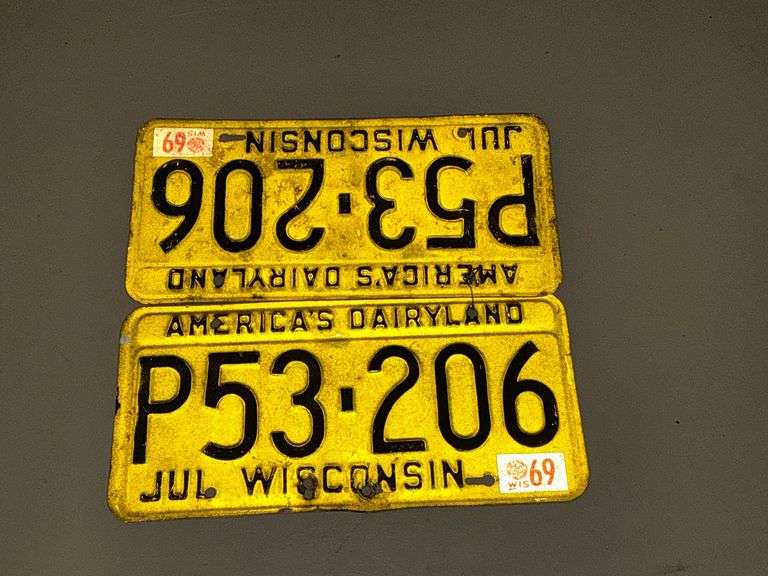 69 WIS
JUL WISCONSIN
P53·206
AMERICA'S DAIRYLAND
AMERICA'S DAIRYLAND
P53·206
JUL WISCONSIN
WIS 69